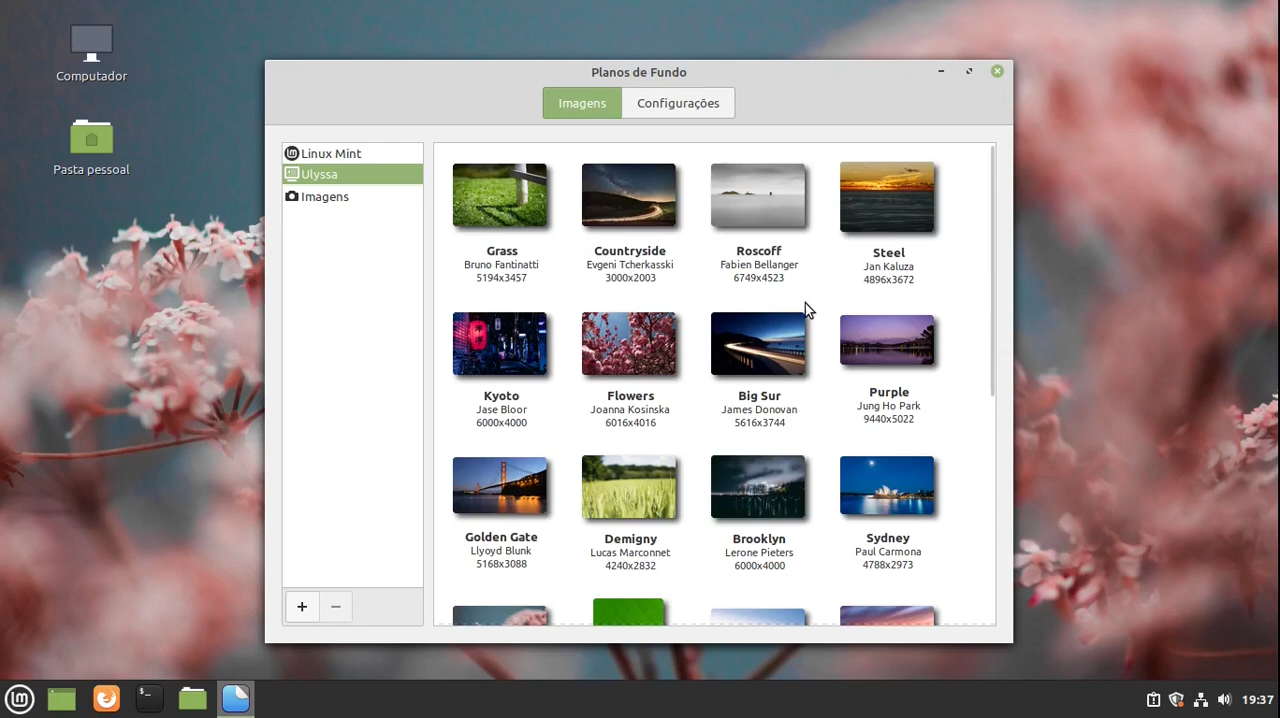 Computador
Pasta pessoal
Planos de Fundo
Imagens
Configurações
Linux Mint
Ulyssa
Imagens
Grass
Bruno Fantinatti
5194x3457
Countryside
Evgeni Tcherkasski
3000x2003
Roscoff
Fabien Bellanger
6749x4523
Steel
Jan Kaluza
4896x3672
Kyoto
Jase Bloor
6000x4000
Flowers
Joanna Kosinska
6016x4016
Big Sur
James Donovan
5616x3744
Purple
Jung Ho Park
9440x5022
Golden Gate
Llyoyd Blunk
5168x3088
Demigny
Lucas Marconnet
4240x2832
Brooklyn
Lerone Pieters
6000x4000
Sydney
Paul Carmona
4788x2973
+
−
$_
19:37